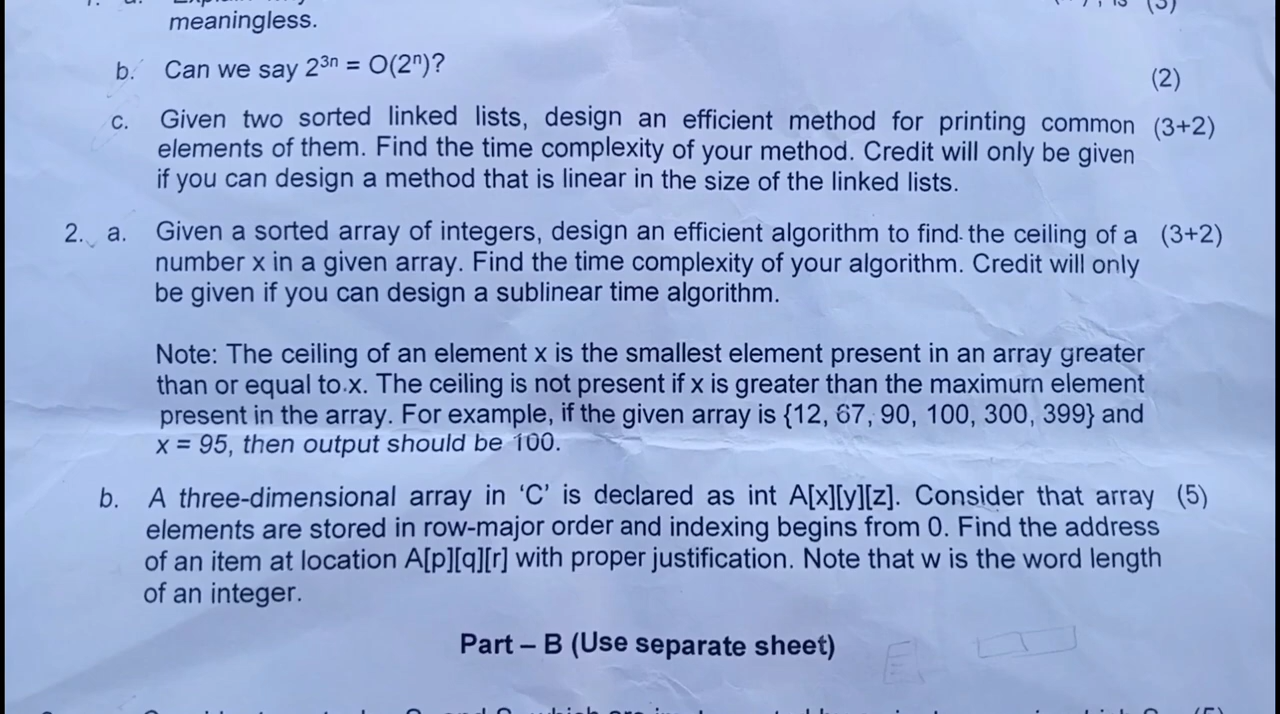 meaningless.
b. Can we say 2³ⁿ = O(2ⁿ)?
(2)
c. Given two sorted linked lists, design an efficient method for printing common (3+2)
elements of them. Find the time complexity of your method. Credit will only be given
if you can design a method that is linear in the size of the linked lists.
2. a. Given a sorted array of integers, design an efficient algorithm to find the ceiling of a (3+2)
number x in a given array. Find the time complexity of your algorithm. Credit will only
be given if you can design a sublinear time algorithm.
Note: The ceiling of an element x is the smallest element present in an array greater
than or equal to x. The ceiling is not present if x is greater than the maximum element
present in the array. For example, if the given array is {12, 67, 90, 100, 300, 399} and
x = 95, then output should be 100.
b. A three-dimensional array in ‘C’ is declared as int A[x][y][z]. Consider that array (5)
elements are stored in row-major order and indexing begins from 0. Find the address
of an item at location A[p][q][r] with proper justification. Note that w is the word length
of an integer.
Part – B (Use separate sheet)